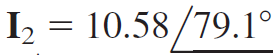 I₂ = 10.58∠79.1°